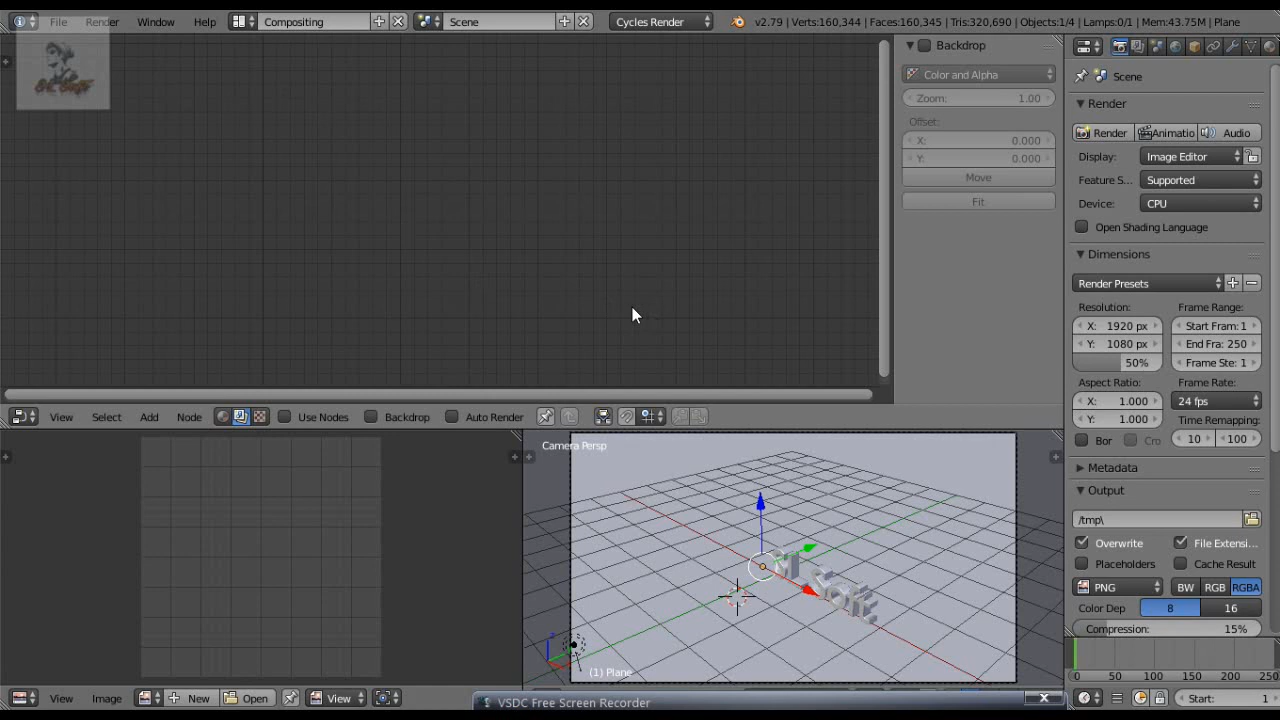 File Render Window Help Compositing Scene Cycles Render v2.79 | Verts:160,344 | Faces:160,345 | Tris:320,690 | Objects:1/4 | Lamps:0/1 | Mem:43.75M | Plane
Backdrop
Color and Alpha
Zoom: 1.00
Offset:
X: 0.000
Y: 0.000
Move
Fit
Scene
Render
Render Animatio Audio
Display: Image Editor
Feature S... Supported
Device: CPU
Open Shading Language
Dimensions
Render Presets
Resolution: Frame Range:
X: 1920 px Start Fram: 1
Y: 1080 px End Fra: 250
50% Frame Ste: 1
Aspect Ratio: Frame Rate:
X: 1.000 24 fps
Y: 1.000 Time Remapping:
Bor Cro 10 100
Metadata
Output
/tmp\
Overwrite File Extensi...
Placeholders Cache Result
PNG BW RGB RGBA
Color Dep 8 16
Compression: 15%
View Select Add Node Use Nodes Backdrop Auto Render
Camera Persp
(1) Plane
0 50 100 150 200 250
View Image New Open View
VSDC Free Screen Recorder
Start: 1